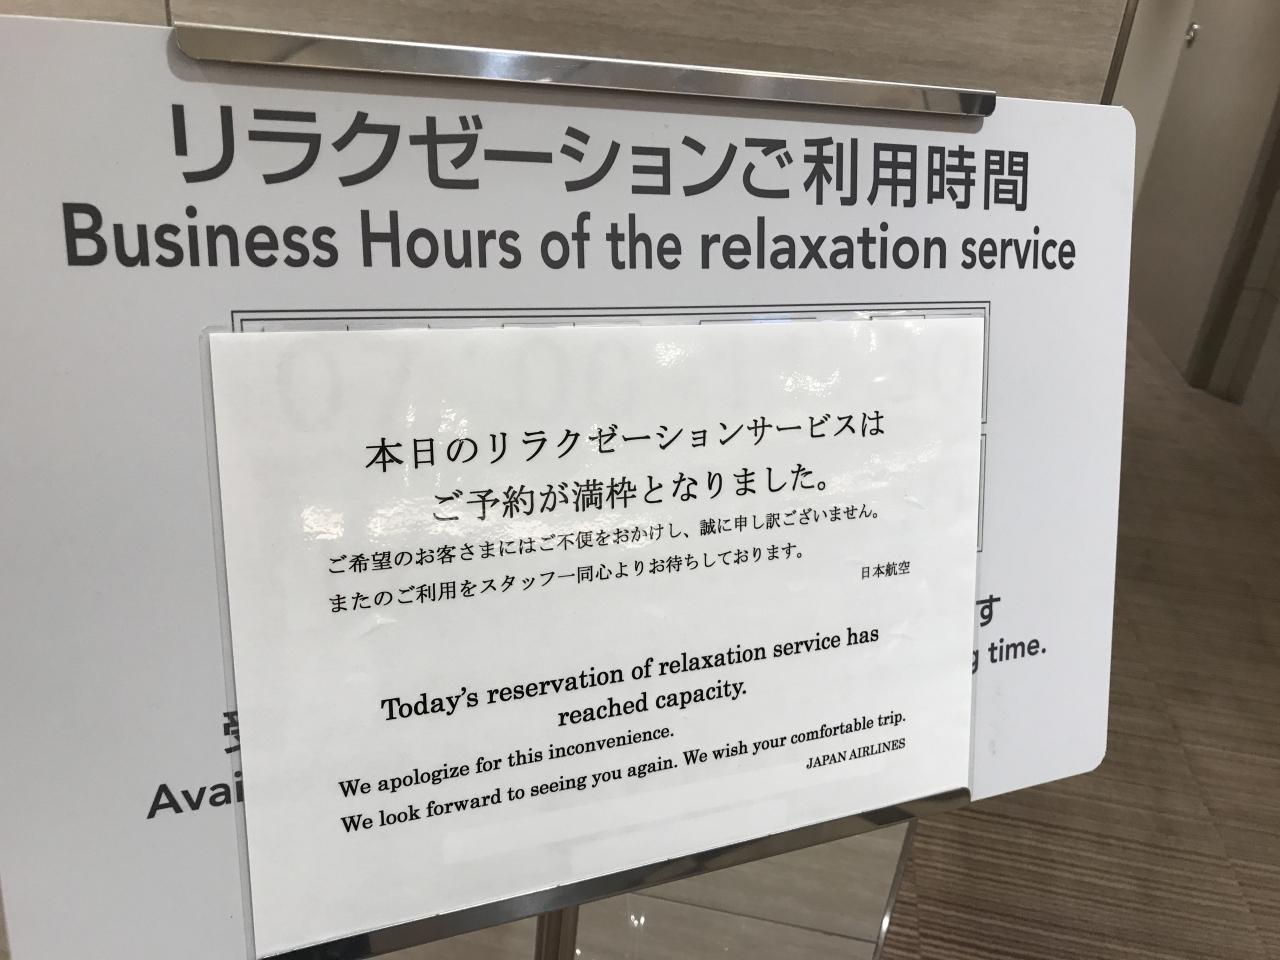 リラクゼーションご利用時間
Business Hours of the relaxation service
本日のリラクゼーションサービスは
ご予約が満枠となりました。
ご希望のお客さまにはご不便をおかけし、誠に申し訳ございません。
またのご利用をスタッフ一同心よりお待ちしております。
日本航空
Today's reservation of relaxation service has
reached capacity.
We apologize for this inconvenience.
We look forward to seeing you again. We wish your comfortable trip.
JAPAN AIRLINES
す
time.
Avai